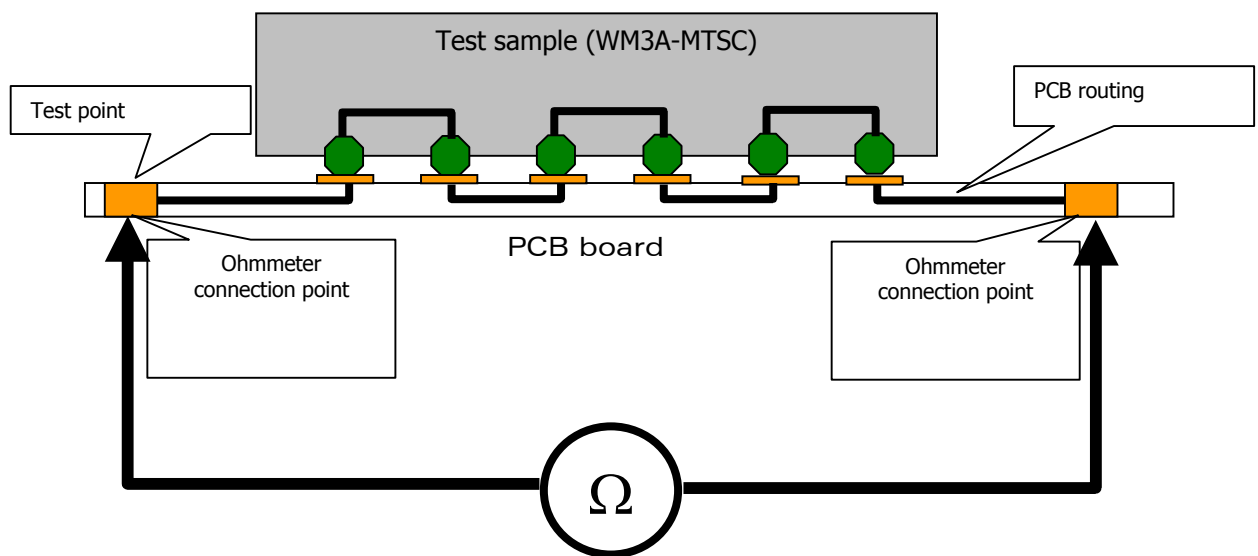 Test sample (WM3A-MTSC)
Test point
PCB routing
PCB board
Ohmmeter
connection point
Ohmmeter
connection point
Ω